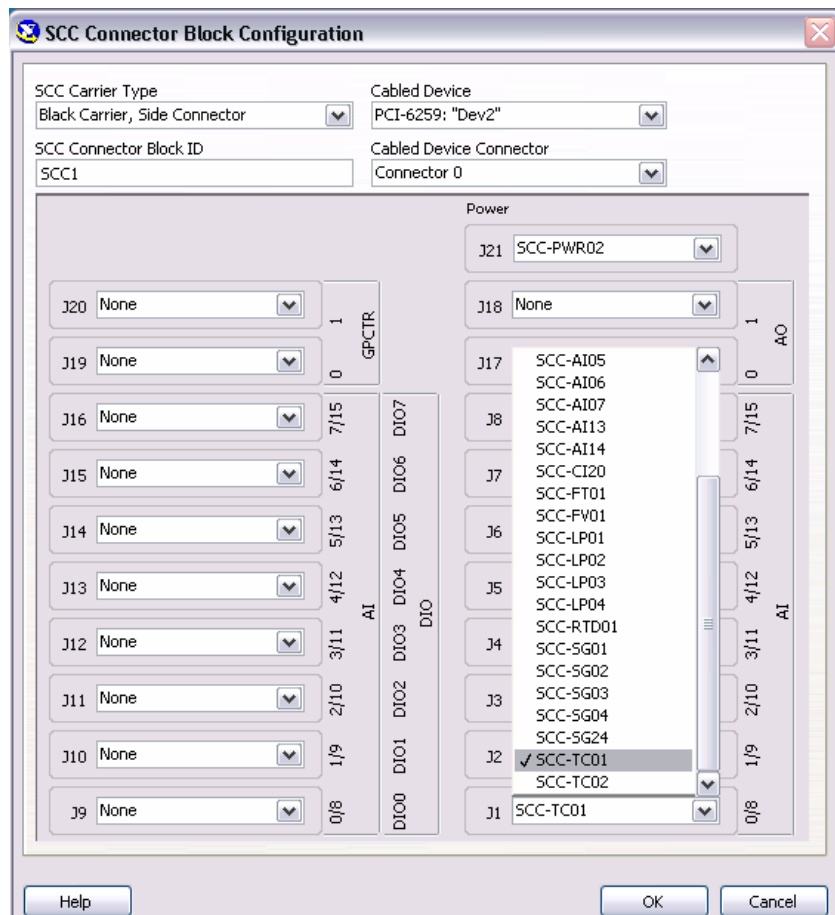 SCC Connector Block Configuration
SCC Carrier Type
Black Carrier, Side Connector
Cabled Device
PCI-6259: "Dev2"
SCC Connector Block ID
SCC1
Cabled Device Connector
Connector 0
Power
J21 SCC-PWR02
J20 None
J19 None
0 1
GPCTR
J16 None
7/15
DIO7
J15 None
6/14
DIO6
J14 None
5/13
DIO5
J13 None
4/12
DIO4
J12 None
3/11
DIO3
J11 None
2/10
DIO2
J10 None
1/9
DIO1
J9 None
0/8
DIO0
AI
DIO
J18 None
J17
0 1
AO
J8
7/15
J7
6/14
J6
5/13
J5
4/12
J4
3/11
J3
2/10
J2
1/9
SCC-AI05
SCC-AI06
SCC-AI07
SCC-AI13
SCC-AI14
SCC-CI20
SCC-FT01
SCC-FV01
SCC-LP01
SCC-LP02
SCC-LP03
SCC-LP04
SCC-RTD01
SCC-SG01
SCC-SG02
SCC-SG03
SCC-SG04
SCC-SG24
✓ SCC-TC01
SCC-TC02
J1 SCC-TC01
0/8
AI
Help
OK
Cancel